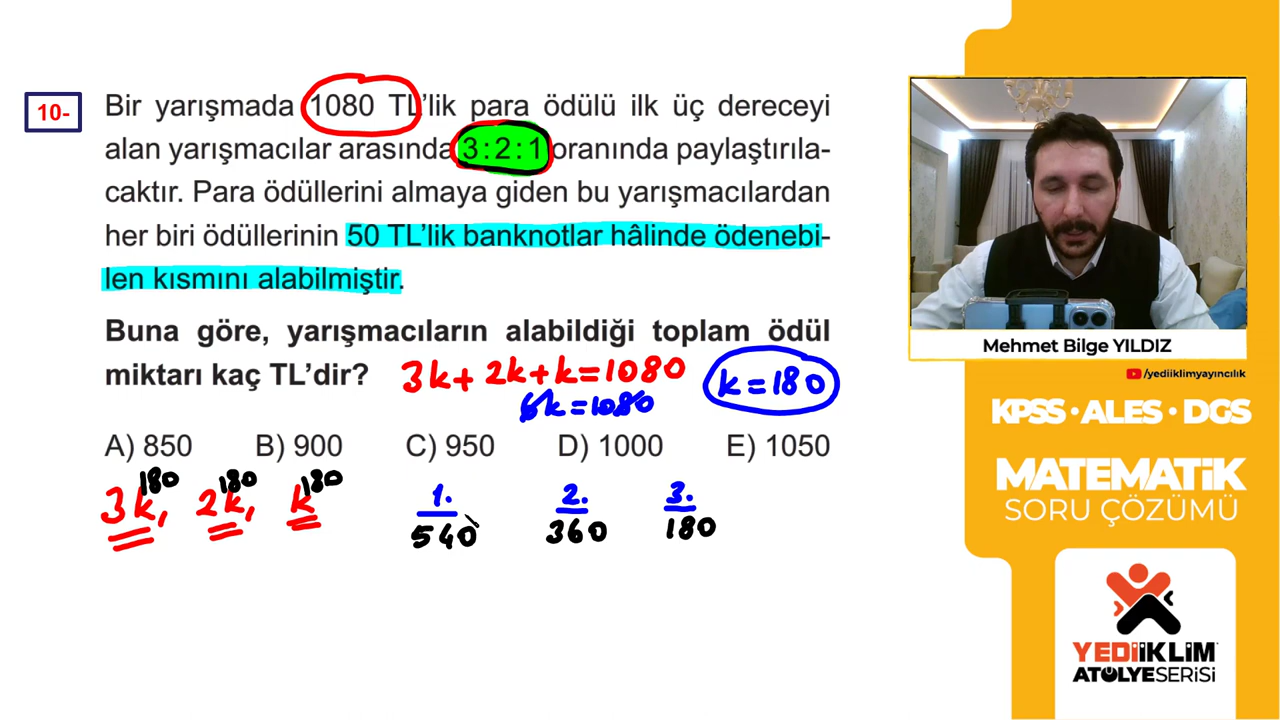 10-
Bir yarışmada 1080 TL'lik para ödülü ilk üç dereceyi
alan yarışmacılar arasında 3 : 2 : 1 oranında paylaştırıla-
caktır. Para ödüllerini almaya giden bu yarışmacılardan
her biri ödüllerinin 50 TL'lik banknotlar hâlinde ödenebi-
len kısmını alabilmiştir.
Buna göre, yarışmacıların alabildiği toplam ödül
miktarı kaç TL'dir?
3k+ 2k+k=1080
6k=1080
k=180
A) 850 B) 900 C) 950 D) 1000 E) 1050
180 180 180
3k, 2k, k
1. 2. 3.
540 360 180
Mehmet Bilge YILDIZ
/yediiklimyayıncılık
KPSS • ALES • DGS
MATEMATİK
SORU ÇÖZÜMÜ
YEDİİKLİM
ATÖLYESERİSİ